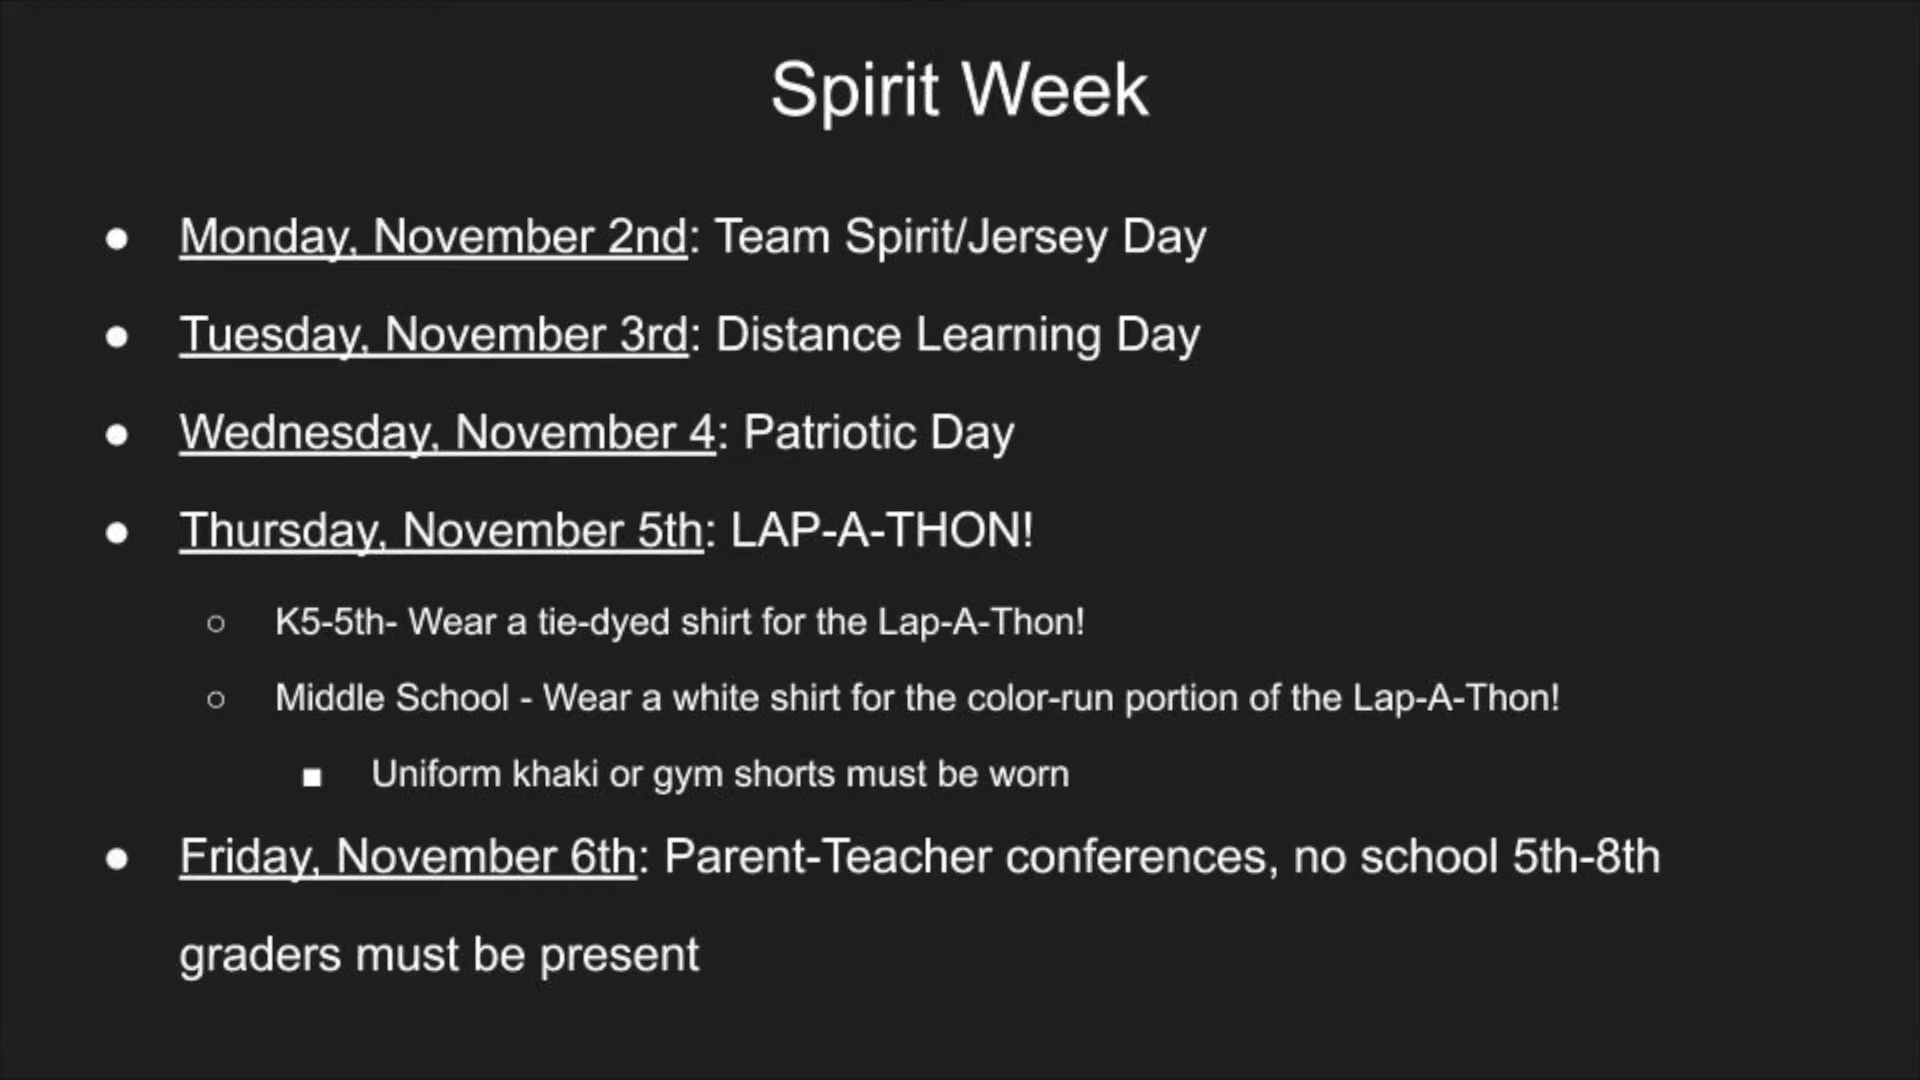 Spirit Week
● Monday, November 2nd: Team Spirit/Jersey Day
● Tuesday, November 3rd: Distance Learning Day
● Wednesday, November 4: Patriotic Day
● Thursday, November 5th: LAP-A-THON!
○ K5-5th- Wear a tie-dyed shirt for the Lap-A-Thon!
○ Middle School - Wear a white shirt for the color-run portion of the Lap-A-Thon!
■ Uniform khaki or gym shorts must be worn
● Friday, November 6th: Parent-Teacher conferences, no school 5th-8th
graders must be present